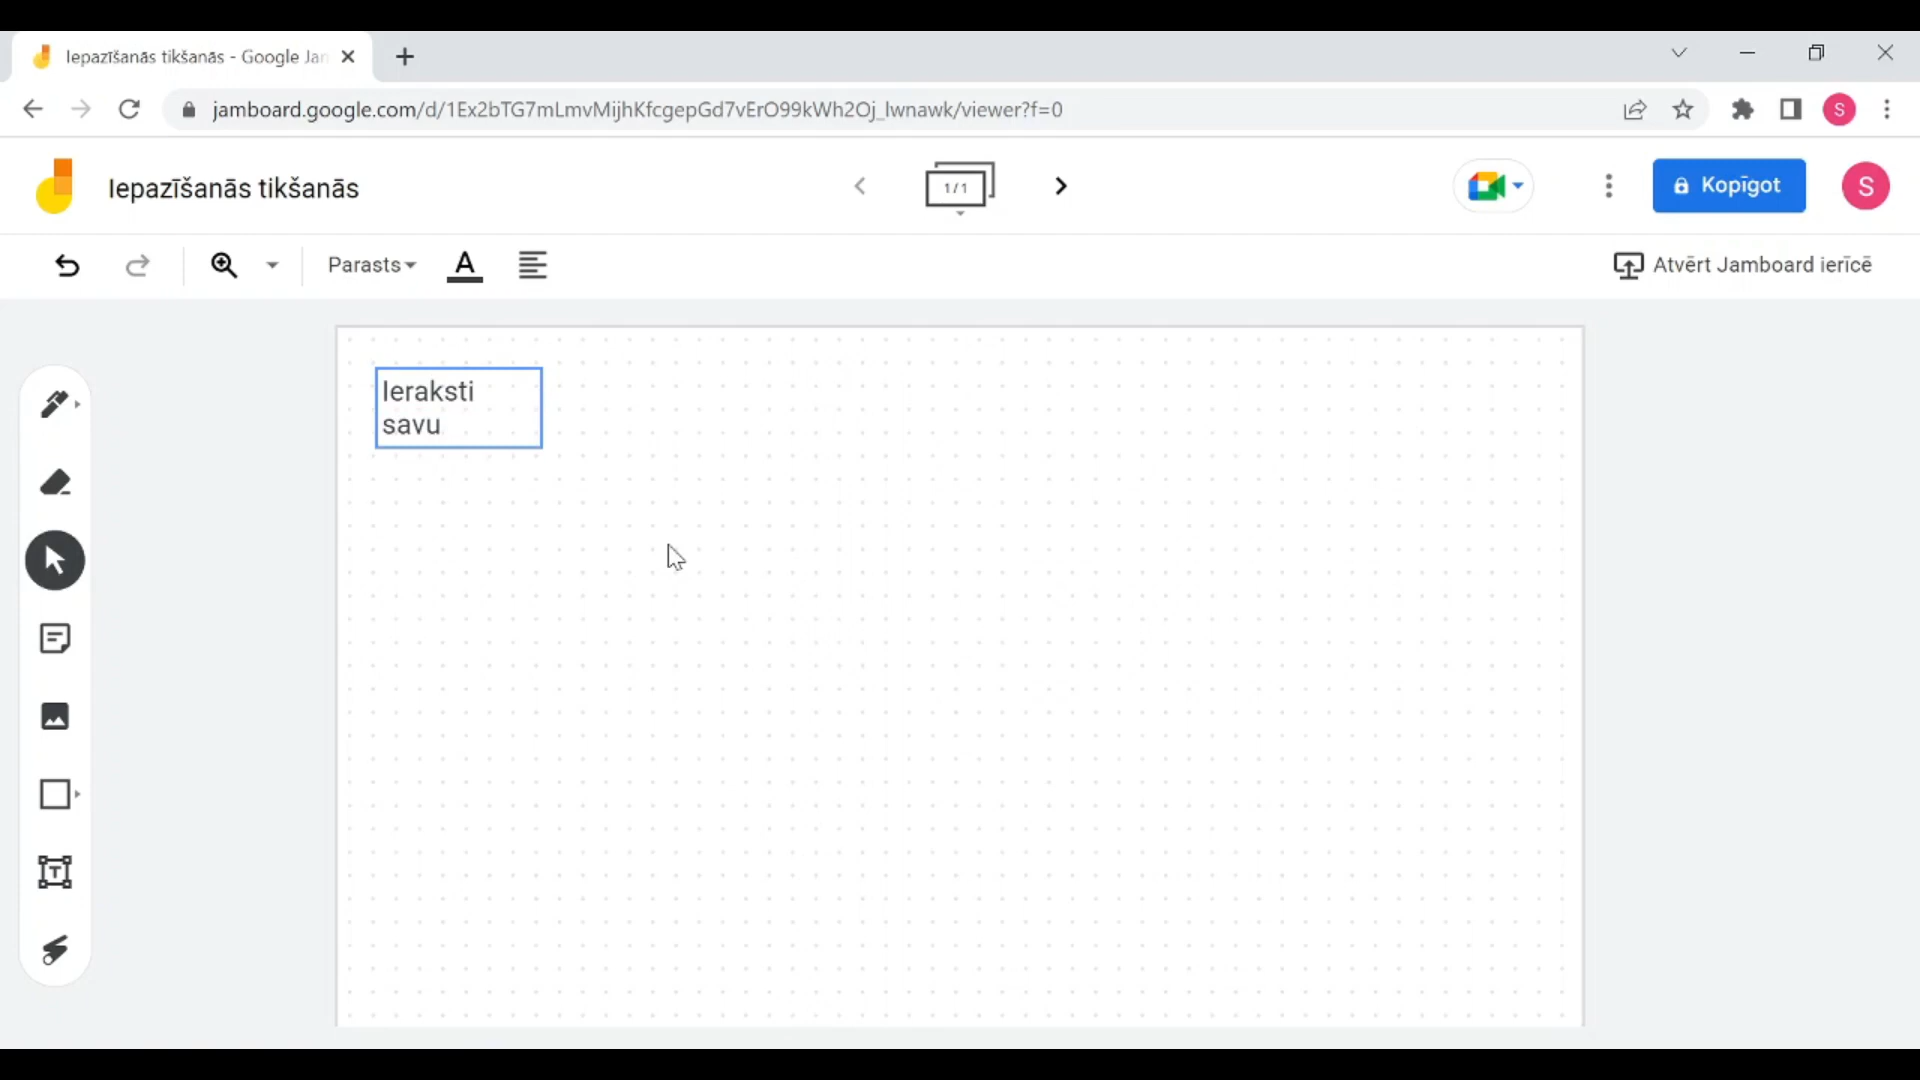 Iepazīšanās tikšanās - Google Jar
jamboard.google.com/d/1Ex2bTG7mLmvMijhKfcgepGd7vErO99kWh2Oj_lwnawk/viewer?f=0
S
Iepazīšanās tikšanās
1/1
Kopīgot
S
Parasts
A
Atvērt Jamboard ierīcē
Ieraksti
savu